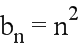 bₙ = n²